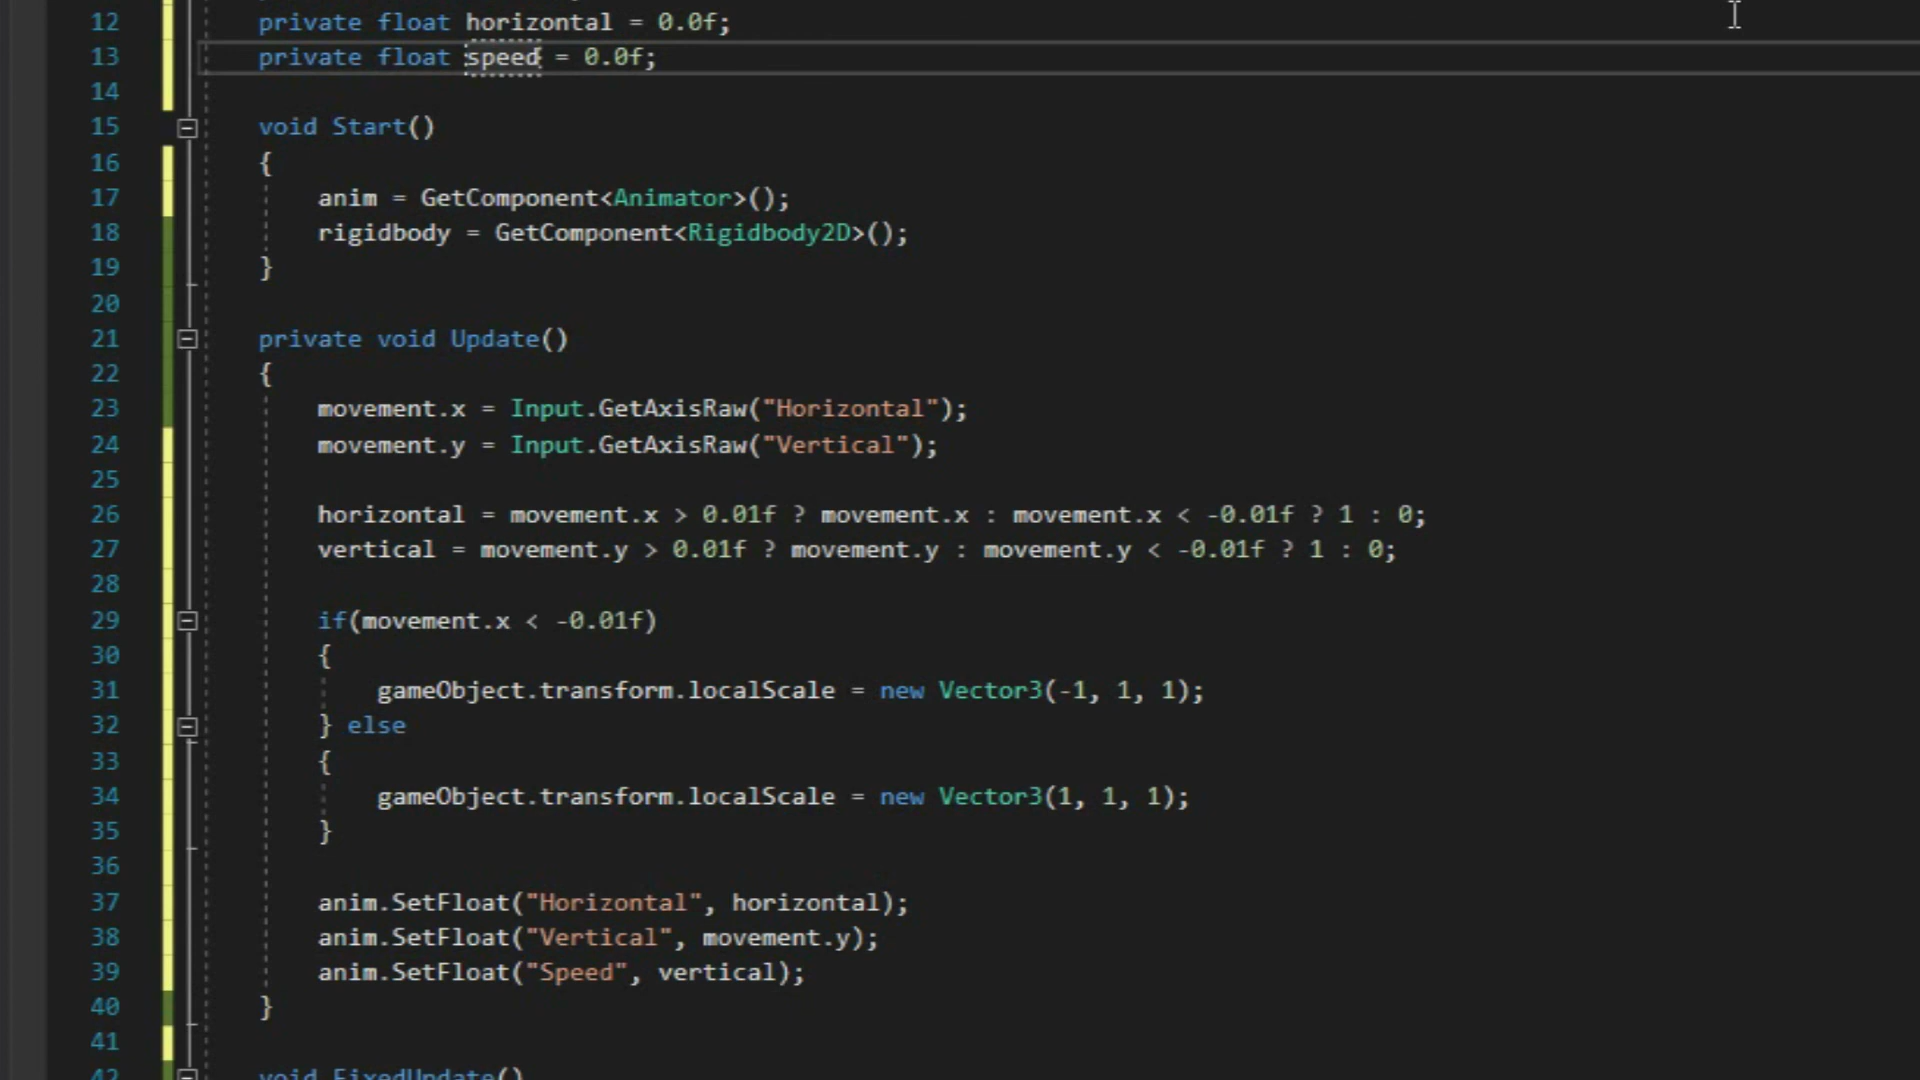 12 private float horizontal = 0.0f;
13 private float speed = 0.0f;
14
15 void Start()
16 {
17 anim = GetComponent<Animator>();
18 rigidbody = GetComponent<Rigidbody2D>();
19 }
20
21 private void Update()
22 {
23 movement.x = Input.GetAxisRaw("Horizontal");
24 movement.y = Input.GetAxisRaw("Vertical");
25
26 horizontal = movement.x > 0.01f ? movement.x : movement.x < -0.01f ? 1 : 0;
27 vertical = movement.y > 0.01f ? movement.y : movement.y < -0.01f ? 1 : 0;
28
29 if(movement.x < -0.01f)
30 {
31 gameObject.transform.localScale = new Vector3(-1, 1, 1);
32 } else
33 {
34 gameObject.transform.localScale = new Vector3(1, 1, 1);
35 }
36
37 anim.SetFloat("Horizontal", horizontal);
38 anim.SetFloat("Vertical", movement.y);
39 anim.SetFloat("Speed", vertical);
40 }
41
42 void FixedUpdate()